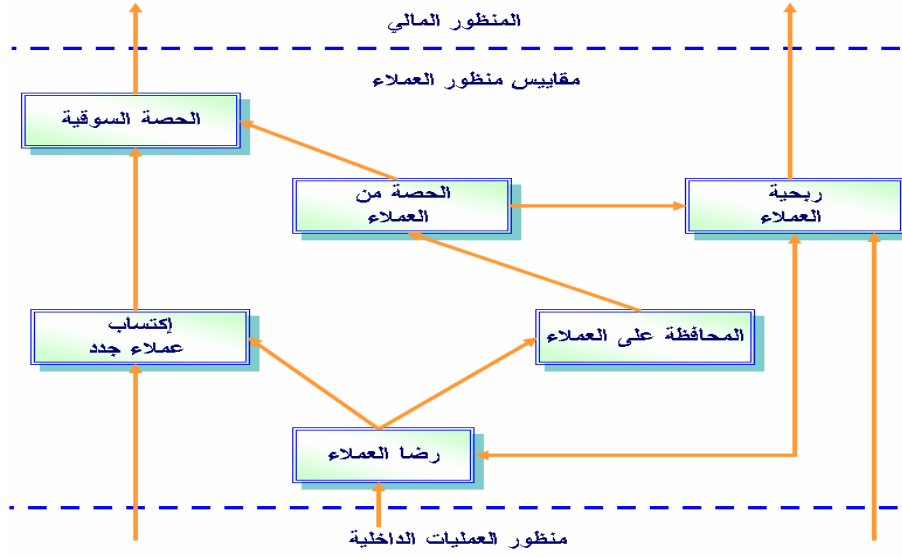 المنظور المالي
مقاييس منظور العملاء
الحصة السوقية
الحصة من
العملاء
ربحية
العملاء
إكتساب
عملاء جدد
المحافظة على العملاء
رضا العملاء
منظور العمليات الداخلية